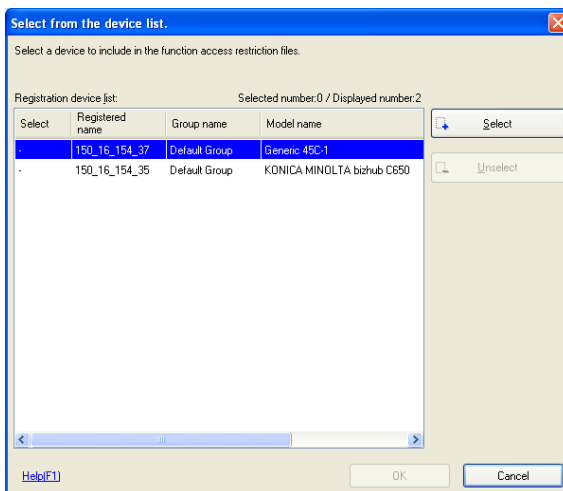 Select from the device list.
Select a device to include in the function access restriction files.
Registration device list: Selected number:0 / Displayed number:2
Select Registered name Group name Model name
- 150_16_154_37 Default Group Generic 45C-1
- 150_16_154_35 Default Group KONICA MINOLTA bizhub C650
Select
Unselect
Help(F1) OK Cancel